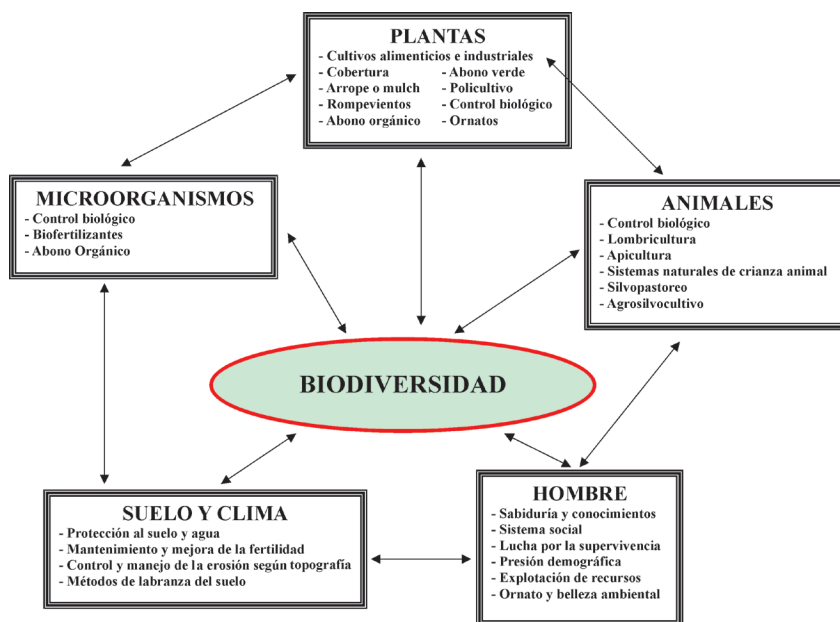 PLANTAS
- Cultivos alimenticios e industriales
- Cobertura - Abono verde
- Arrope o mulch - Policultivo
- Rompevientos - Control biológico
- Abono orgánico - Ornatos
MICROORGANISMOS
- Control biológico
- Biofertilizantes
- Abono Orgánico
ANIMALES
- Control biológico
- Lombricultura
- Apicultura
- Sistemas naturales de crianza animal
- Silvopastoreo
- Agrosilvocultivo
BIODIVERSIDAD
SUELO Y CLIMA
- Protección al suelo y agua
- Mantenimiento y mejora de la fertilidad
- Control y manejo de la erosión según topografía
- Métodos de labranza del suelo
HOMBRE
- Sabiduría y conocimientos
- Sistema social
- Lucha por la supervivencia
- Presión demográfica
- Explotación de recursos
- Ornato y belleza ambiental